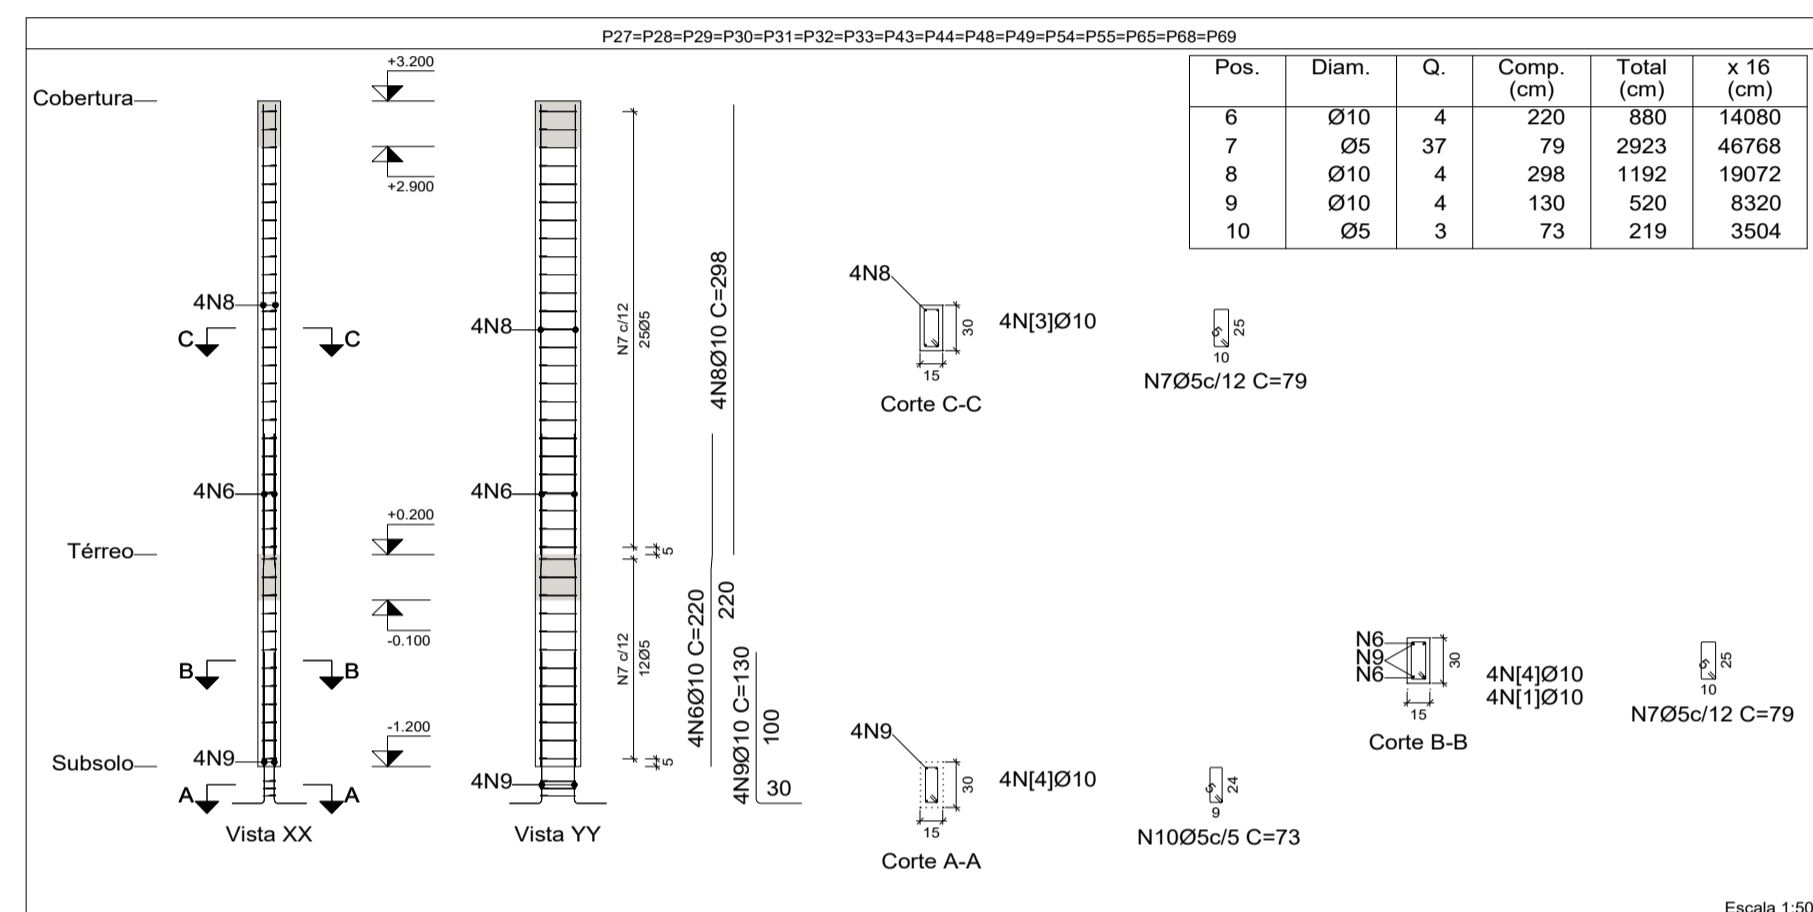 P27=P28=P29=P30=P31=P32=P33=P43=P44=P48=P49=P54=P55=P65=P68=P69
Pos. Diam. Q. Comp. (cm) Total (cm) x 16 (cm)
6 Ø10 4 220 880 14080
7 Ø5 37 79 2923 46768
8 Ø10 4 298 1192 19072
9 Ø10 4 130 520 8320
10 Ø5 3 73 219 3504
Cobertura
+3.200
+2.900
4N8
C C
4N6
Térreo
+0.200
-0.100
B B
-1.200
Subsolo
4N9
A A
Vista XX
4N8
4N6
4N9
Vista YY
N7 c/12
25Ø5
5
N7 c/12
12Ø5
5
4N8Ø10 C=298
4N6Ø10 C=220
220
4N9Ø10 C=130
100
30
4N8
30
15
4N[3]Ø10
Corte C-C
5
25
10
N7Ø5c/12 C=79
N6
N9
N6
30
15
4N[4]Ø10
4N[1]Ø10
Corte B-B
5
25
10
N7Ø5c/12 C=79
4N9
30
15
4N[4]Ø10
Corte A-A
5
24
9
N10Ø5c/5 C=73
Escala 1:50